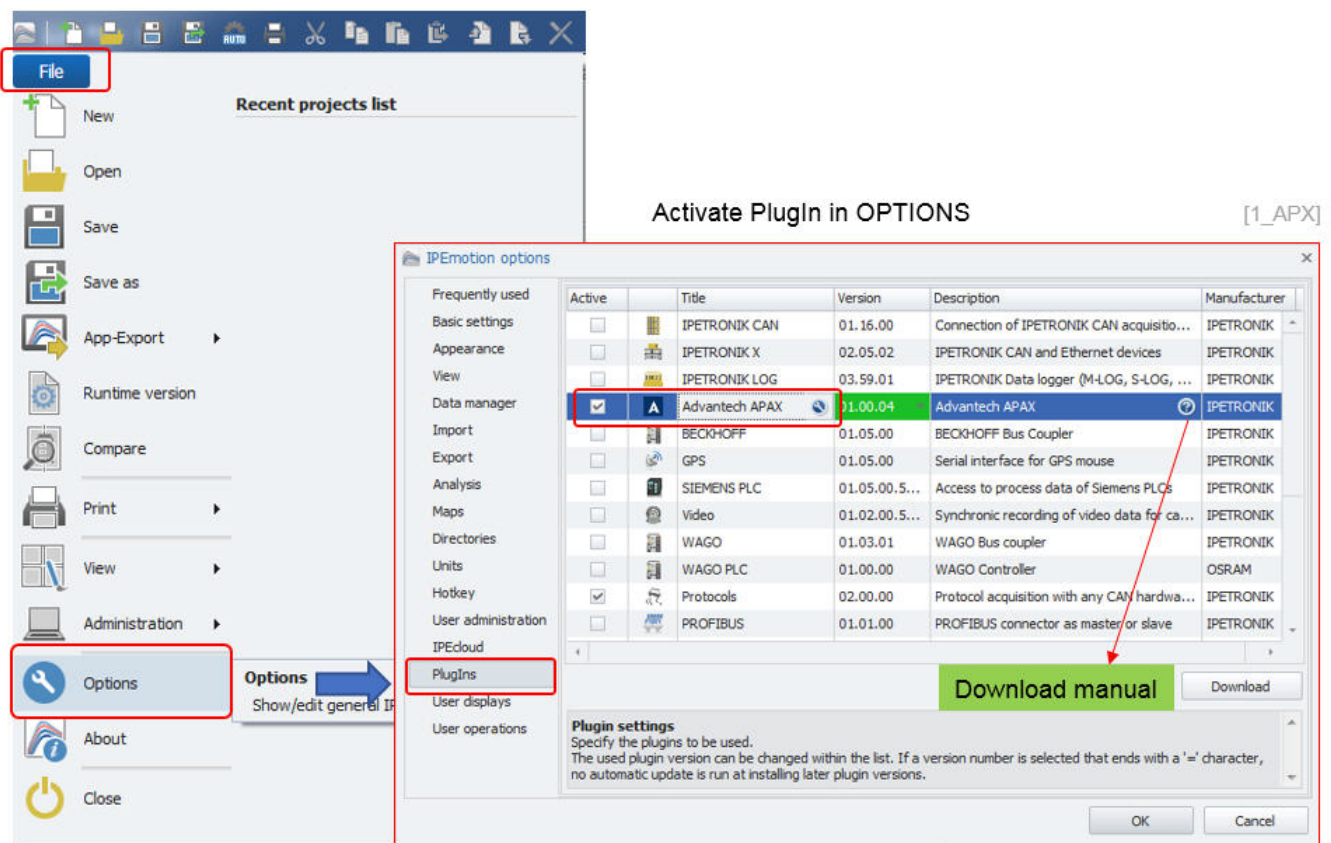 AUTO
File
New
Open
Save
Save as
App-Export
Runtime version
Compare
Print
View
Administration
Options
About
Close
Recent projects list
Options
Show/edit general
Activate PlugIn in OPTIONS
[1_APX]
IPEmotion options
Frequently used
Basic settings
Appearance
View
Data manager
Import
Export
Analysis
Maps
Directories
Units
Hotkey
User administration
IPEcloud
PlugIns
User displays
User operations
Active Title Version Description Manufacturer
IPETRONIK CAN 01.16.00 Connection of IPETRONIK CAN acquisitio... IPETRONIK
IPETRONIK X 02.05.02 IPETRONIK CAN and Ethernet devices IPETRONIK
IPETRONIK LOG 03.59.01 IPETRONIK Data logger (M-LOG, S-LOG, ... IPETRONIK
A Advantech APAX 01.00.04 Advantech APAX IPETRONIK
BECKHOFF 01.05.00 BECKHOFF Bus Coupler IPETRONIK
GPS 01.05.00 Serial interface for GPS mouse IPETRONIK
SIEMENS PLC 01.05.00.5... Access to process data of Siemens PLCs IPETRONIK
Video 01.02.00.5... Synchronic recording of video data for ca... IPETRONIK
WAGO 01.03.01 WAGO Bus coupler IPETRONIK
WAGO PLC 01.00.00 WAGO Controller OSRAM
Protocols 02.00.00 Protocol acquisition with any CAN hardwa... IPETRONIK
PROFIBUS 01.01.00 PROFIBUS connector as master or slave IPETRONIK
Download manual
Download
Plugin settings
Specify the plugins to be used.
The used plugin version can be changed within the list. If a version number is selected that ends with a '=' character,
no automatic update is run at installing later plugin versions.
OK
Cancel